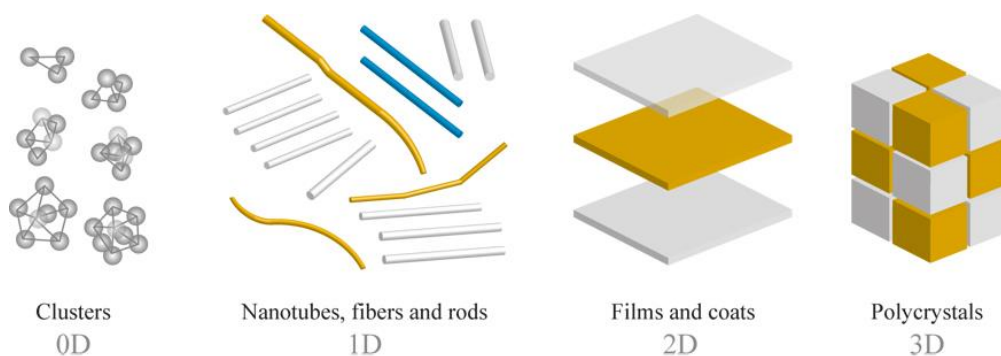 Clusters
0D
Nanotubes, fibers and rods
1D
Films and coats
2D
Polycrystals
3D